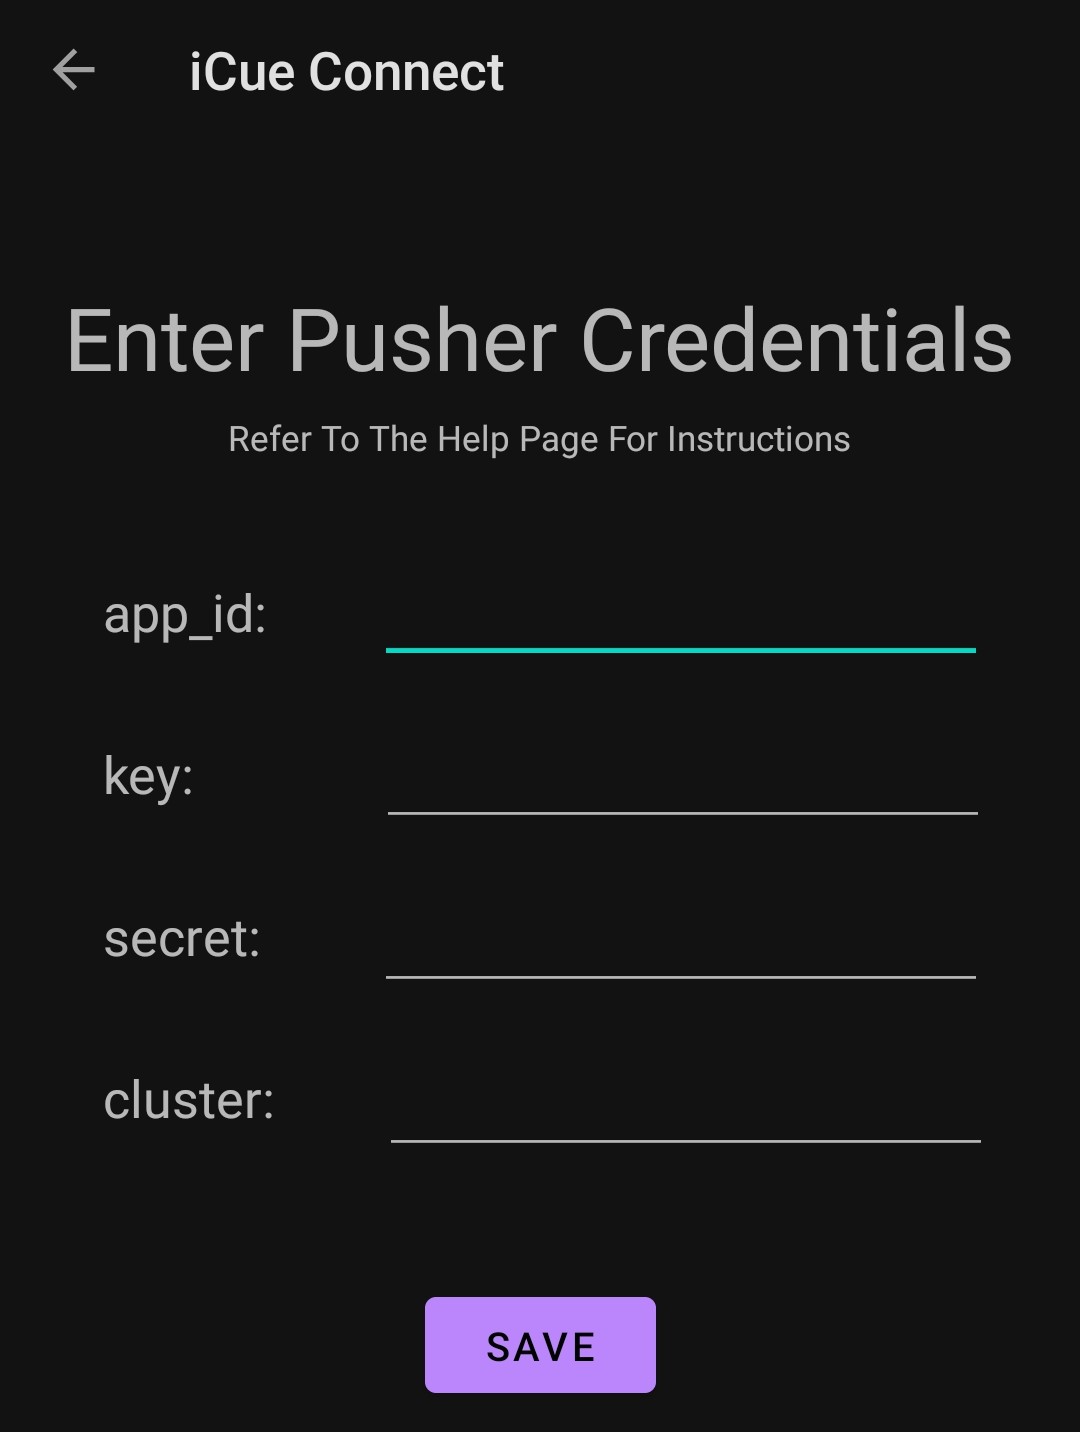 iCue Connect
Enter Pusher Credentials
Refer To The Help Page For Instructions
app_id:
key:
secret:
cluster:
SAVE